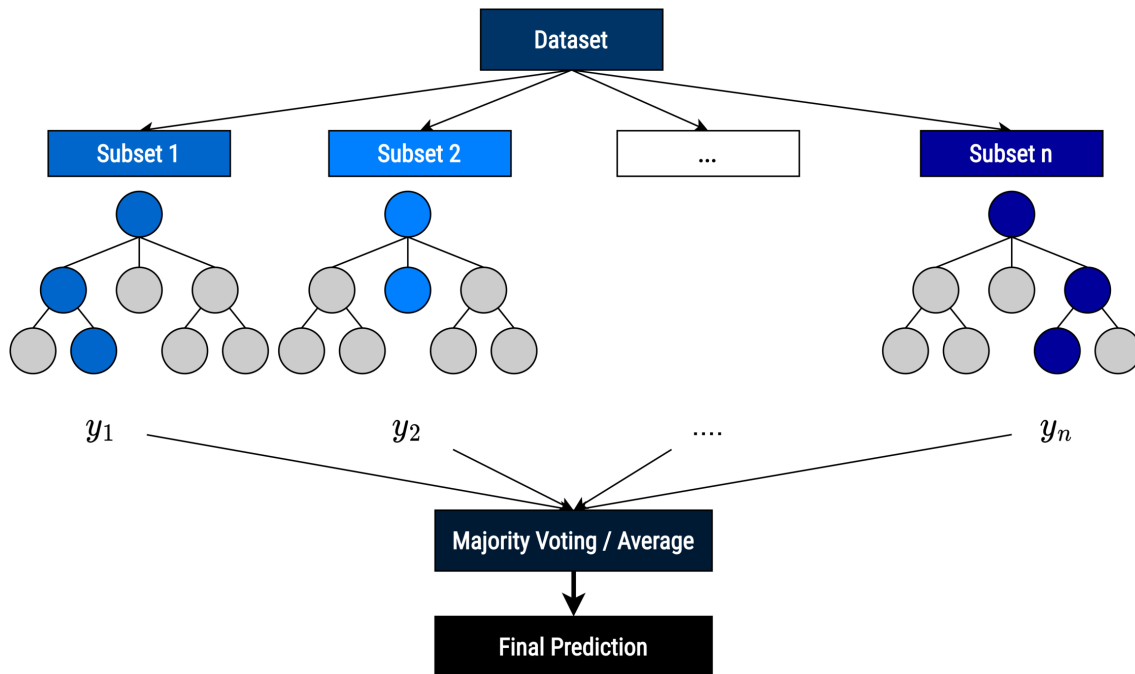 Dataset
Subset 1
Subset 2
...
Subset n
y₁
y₂
....
yₙ
Majority Voting / Average
Final Prediction